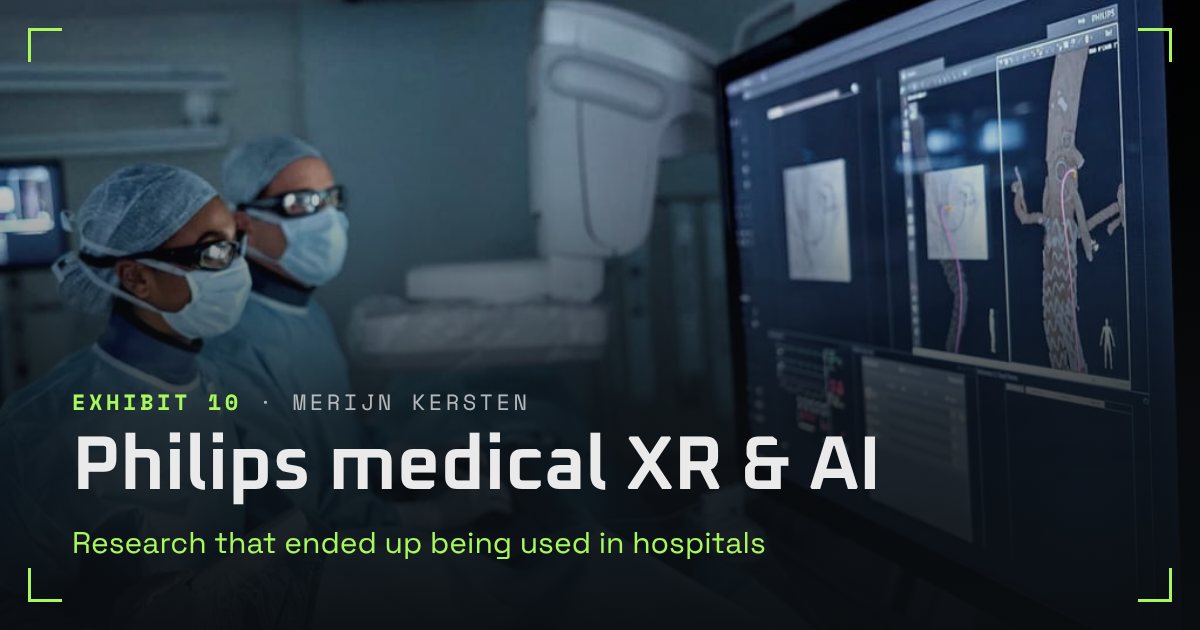 PHILIPS
EXHIBIT 10 · MERIJN KERSTEN
Philips medical XR & AI
Research that ended up being used in hospitals